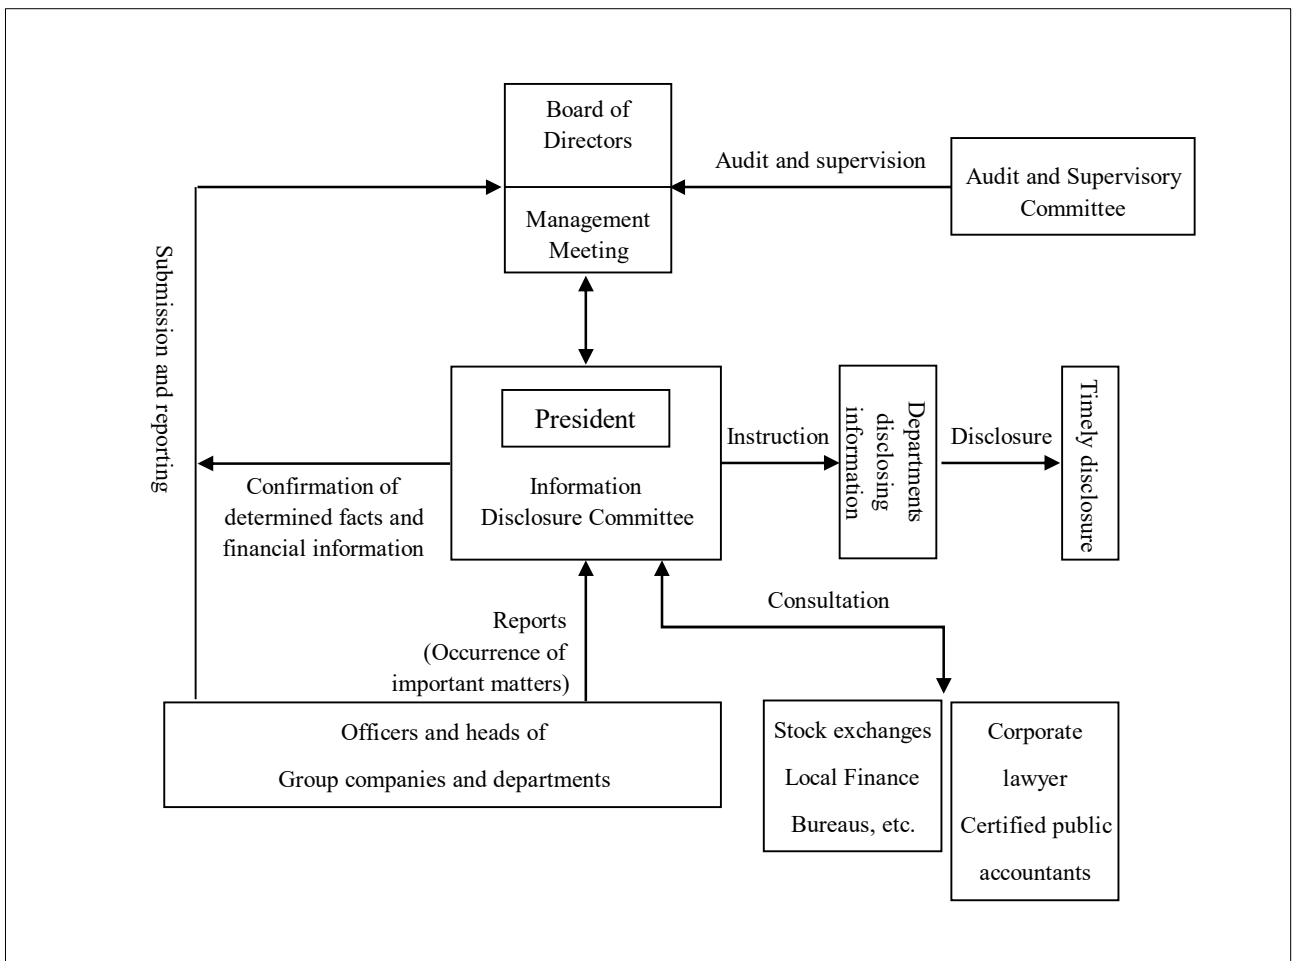 Board of
Directors
Audit and supervision
Audit and Supervisory
Committee
Management
Meeting
Submission and reporting
President
Information
Disclosure Committee
Instruction
Departments
disclosing
information
Disclosure
Timely disclosure
Confirmation of
determined facts and
financial information
Consultation
Reports
(Occurrence of
important matters)
Officers and heads of
Group companies and departments
Stock exchanges
Local Finance
Bureaus, etc.
Corporate
lawyer
Certified public
accountants